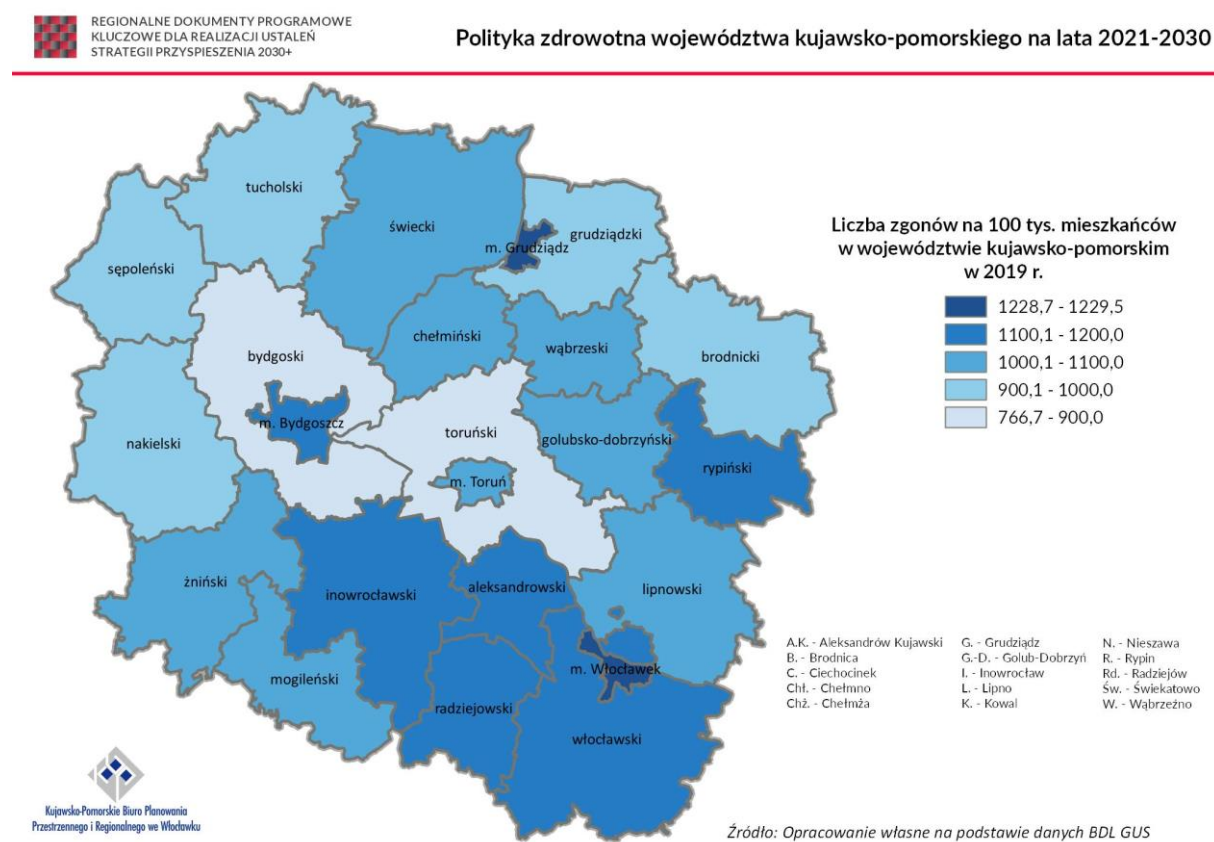 REGIONALNE DOKUMENTY PROGRAMOWE
KLUCZOWE DLA REALIZACJI USTALEŃ
STRATEGII PRZYSPIESZENIA 2030+
Polityka zdrowotna województwa kujawsko-pomorskiego na lata 2021-2030
tucholski
świecki
grudziądzki
m. Grudziądz
sępoleński
chełmiński
wąbrzeski
bydgoski
brodnicki
m. Bydgoszcz
toruński
nakielski
golubsko-dobrzyński
rypiński
m. Toruń
żniński
aleksandrowski
lipnowski
inowrocławski
m. Włocławek
mogileński
radziejowski
włocławski
Liczba zgonów na 100 tys. mieszkańców
w województwie kujawsko-pomorskim
w 2019 r.
1228,7 - 1229,5
1100,1 - 1200,0
1000,1 - 1100,0
900,1 - 1000,0
766,7 - 900,0
A.K. - Aleksandrów Kujawski
B. - Brodnica
C. - Ciechocinek
Chł. - Chełmno
Chż. - Chełmża
G. - Grudziądz
G.-D. - Golub-Dobrzyń
I. - Inowrocław
L. - Lipno
K. - Kowal
N. - Nieszawa
R. - Rypin
Rd. - Radziejów
Św. - Świekatowo
W. - Wąbrzeźno
Kujawsko-Pomorskie Biuro Planowania
Przestrzennego i Regionalnego we Włocławku
Źródło: Opracowanie własne na podstawie danych BDL GUS